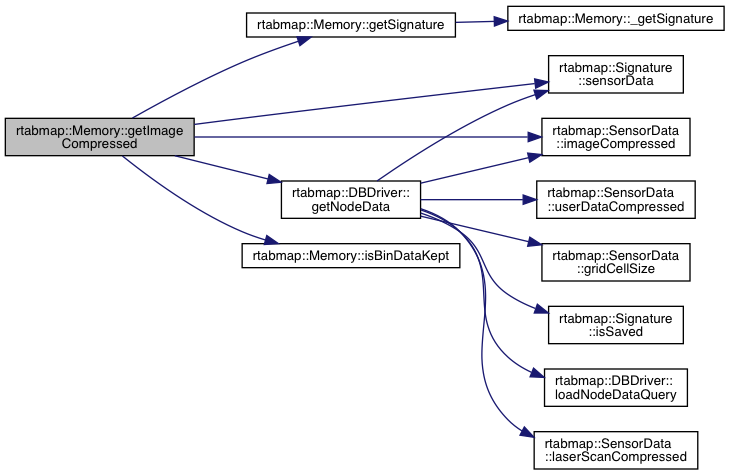 rtabmap::Memory::getSignature
rtabmap::Memory::_getSignature
rtabmap::Signature
::sensorData
rtabmap::Memory::getImage
Compressed
rtabmap::SensorData
::imageCompressed
rtabmap::DBDriver::
getNodeData
rtabmap::SensorData
::userDataCompressed
rtabmap::Memory::isBinDataKept
rtabmap::SensorData
::gridCellSize
rtabmap::Signature
::isSaved
rtabmap::DBDriver::
loadNodeDataQuery
rtabmap::SensorData
::laserScanCompressed